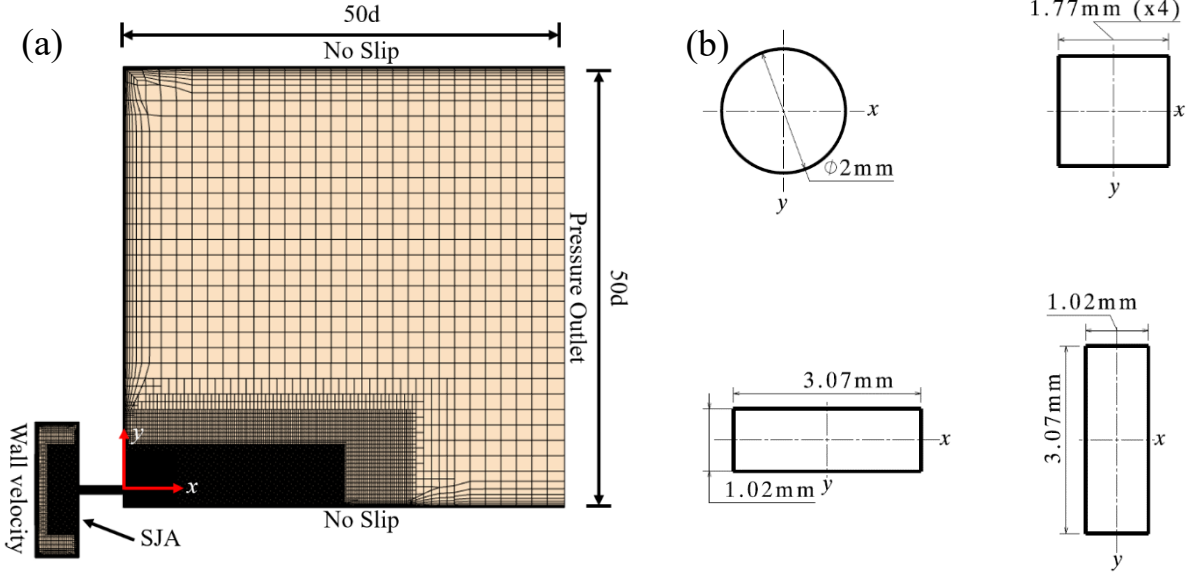 (a)
50d
No Slip
Pressure Outlet
50d
y
x
Wall velocity
SJA
No Slip
(b)
x
ϕ2mm
y
1.77mm (x4)
x
y
3.07mm
x
1.02mm
y
1.02mm
3.07mm
x
y